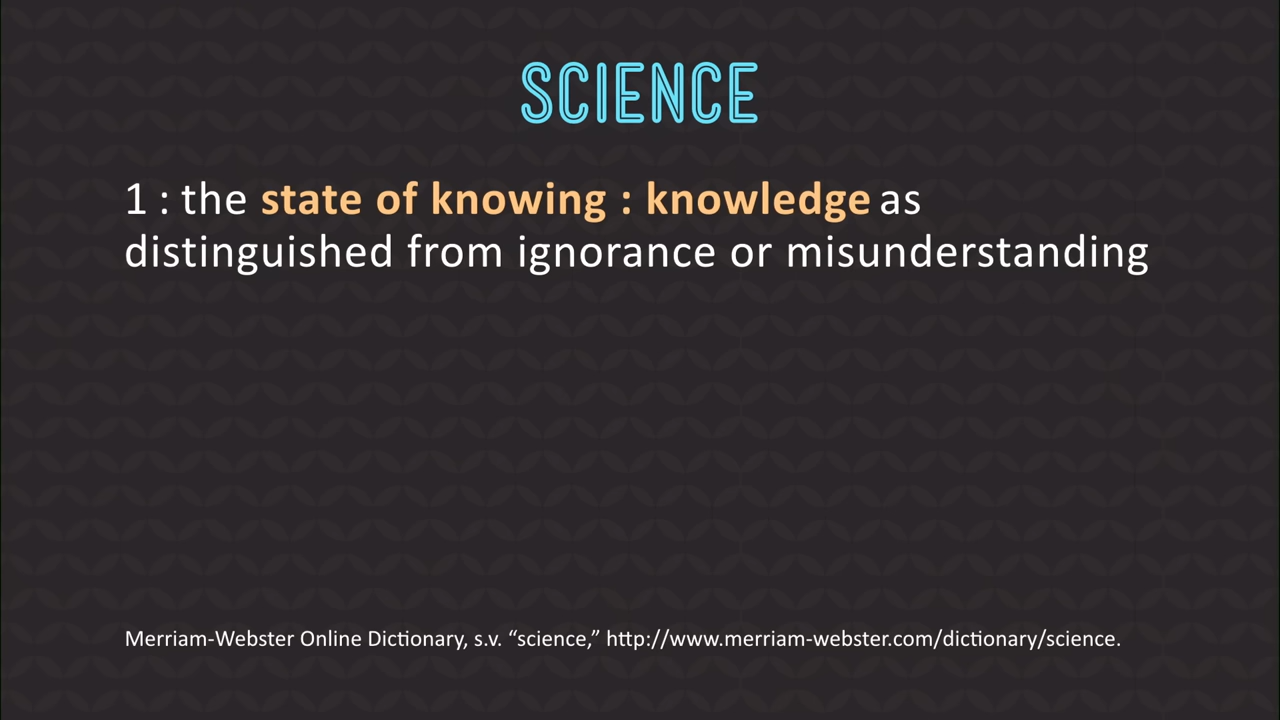 SCIENCE
1 : the state of knowing : knowledge as
distinguished from ignorance or misunderstanding
Merriam-Webster Online Dictionary, s.v. “science,” http://www.merriam-webster.com/dictionary/science.